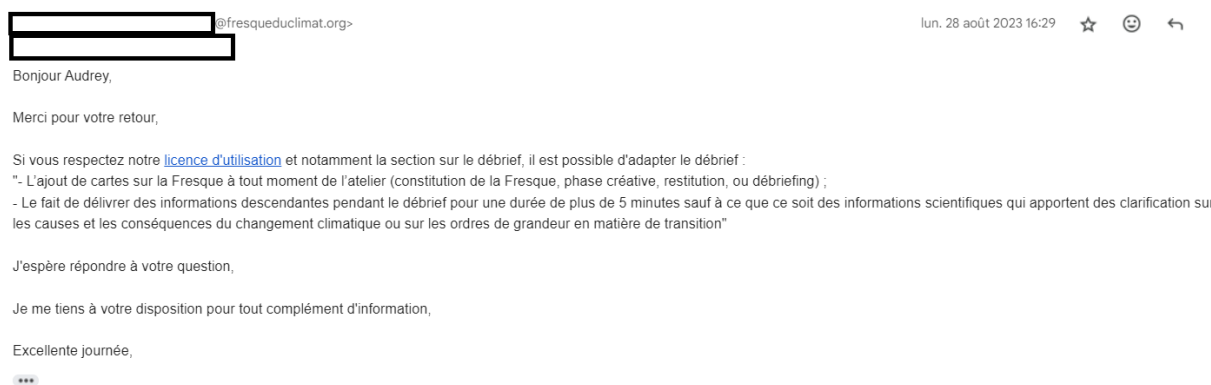 @fresqueduclimat.org>
lun. 28 août 2023 16:29
Bonjour Audrey,
Merci pour votre retour,
Si vous respectez notre licence d'utilisation et notamment la section sur le débrief, il est possible d'adapter le débrief :
"- L'ajout de cartes sur la Fresque à tout moment de l'atelier (constitution de la Fresque, phase créative, restitution, ou débriefing) ;
- Le fait de délivrer des informations descendantes pendant le débrief pour une durée de plus de 5 minutes sauf à ce que ce soit des informations scientifiques qui apportent des clarification sur
les causes et les conséquences du changement climatique ou sur les ordres de grandeur en matière de transition"
J'espère répondre à votre question,
Je me tiens à votre disposition pour tout complément d'information,
Excellente journée,